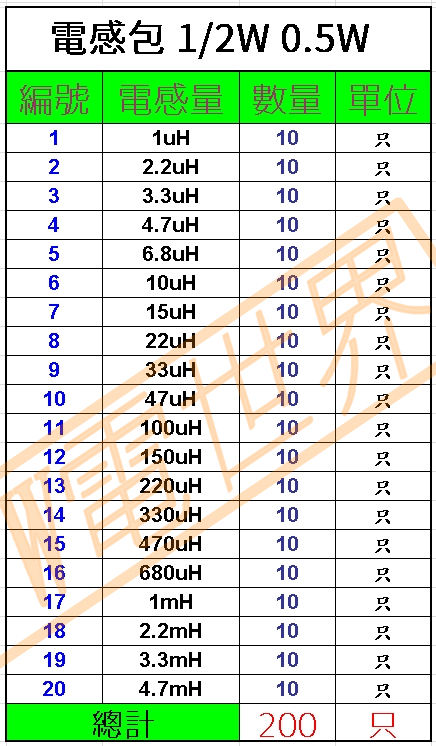 電感包 1/2W 0.5W
編號 電感量 數量 單位
1 1uH 10 只
2 2.2uH 10 只
3 3.3uH 10 只
4 4.7uH 10 只
5 6.8uH 10 只
6 10uH 10 只
7 15uH 10 只
8 22uH 10 只
9 33uH 10 只
10 47uH 10 只
11 100uH 10 只
12 150uH 10 只
13 220uH 10 只
14 330uH 10 只
15 470uH 10 只
16 680uH 10 只
17 1mH 10 只
18 2.2mH 10 只
19 3.3mH 10 只
20 4.7mH 10 只
總計 200 只
電世界